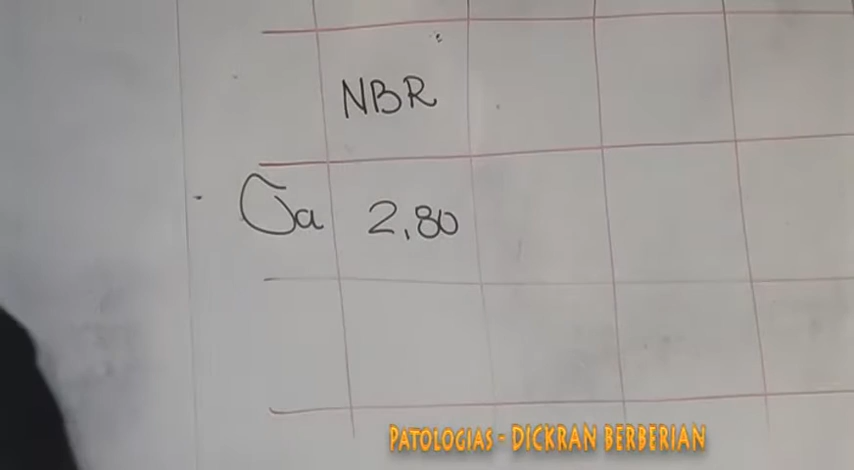 NBR
σa 2,80
PATOLOGIAS - DICKRAN BERBERIAN